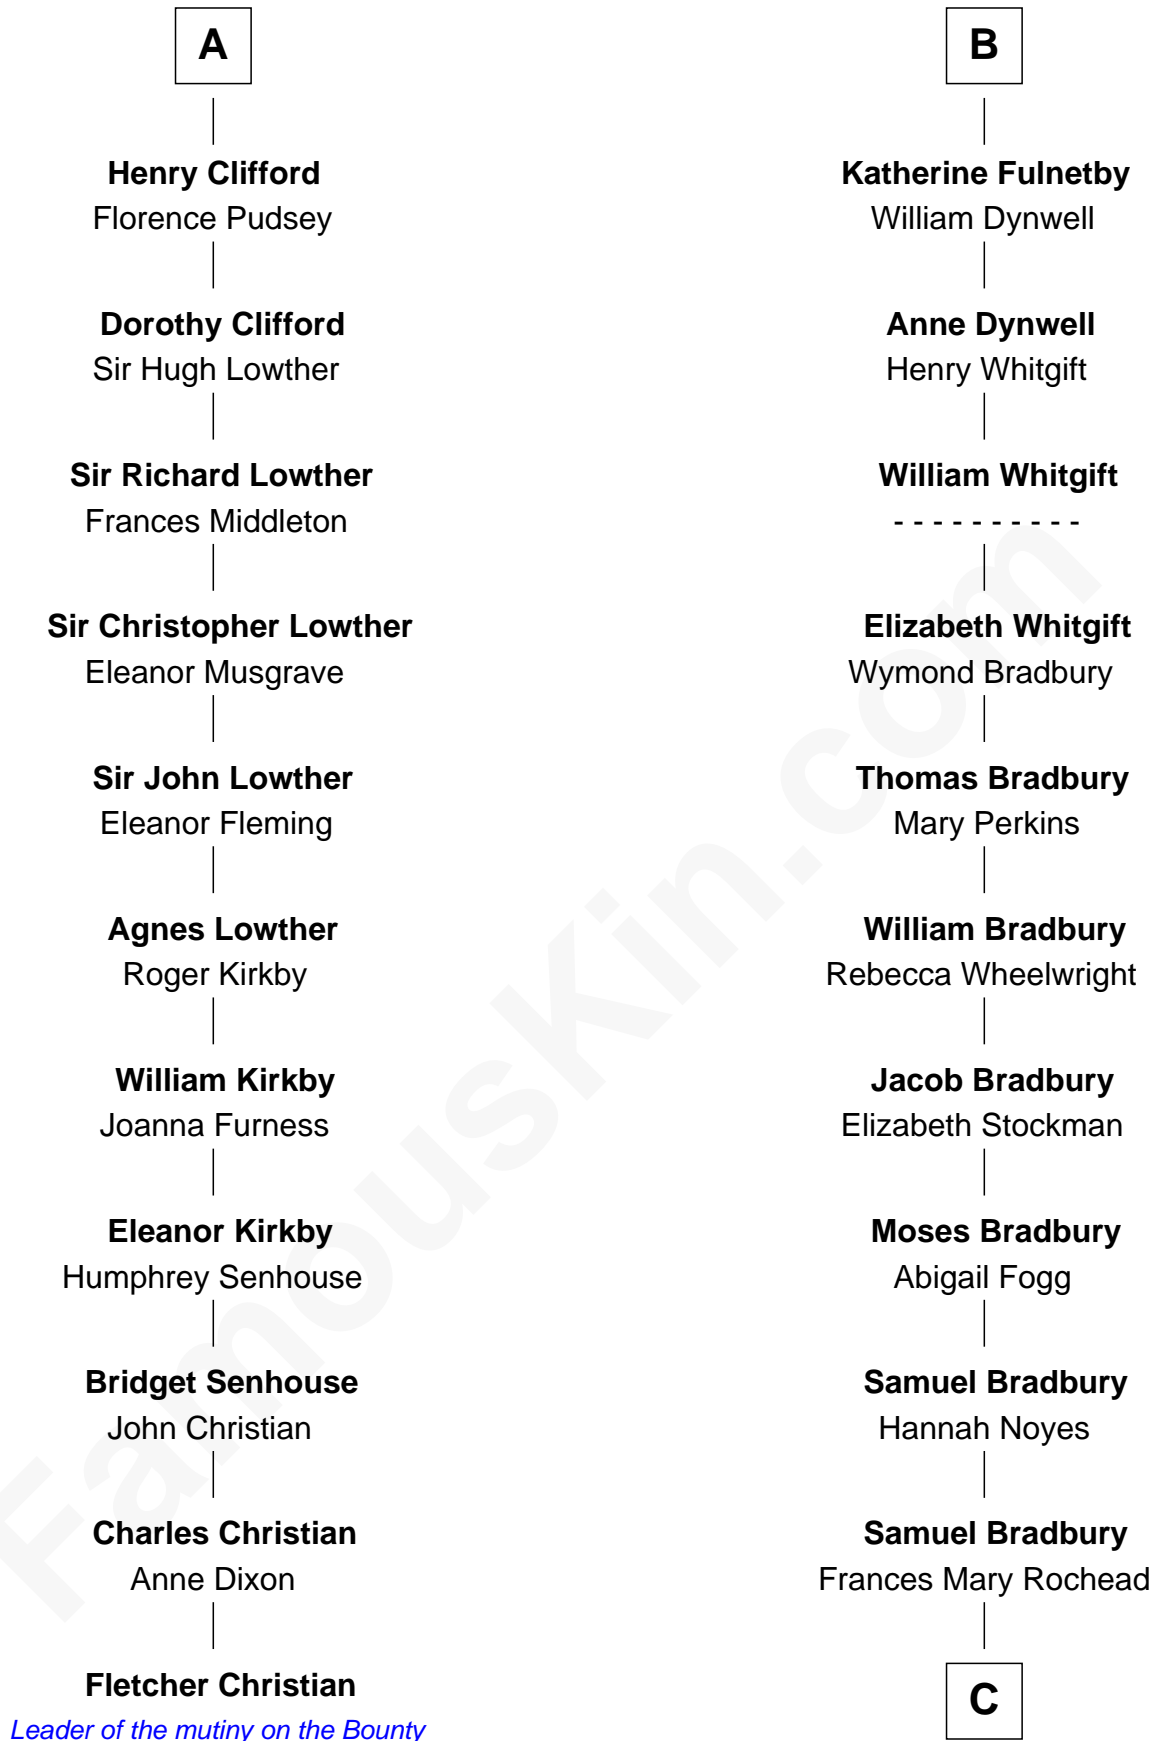 A
Henry Clifford
Florence Pudsey
Dorothy Clifford
Sir Hugh Lowther
Sir Richard Lowther
Frances Middleton
Sir Christopher Lowther
Eleanor Musgrave
Sir John Lowther
Eleanor Fleming
Agnes Lowther
Roger Kirkby
William Kirkby
Joanna Furness
Eleanor Kirkby
Humphrey Senhouse
Bridget Senhouse
John Christian
Charles Christian
Anne Dixon
Fletcher Christian
Leader of the mutiny on the Bounty
B
Katherine Fulnetby
William Dynwell
Anne Dynwell
Henry Whitgift
William Whitgift
- - - - - - - - - -
Elizabeth Whitgift
Wymond Bradbury
Thomas Bradbury
Mary Perkins
William Bradbury
Rebecca Wheelwright
Jacob Bradbury
Elizabeth Stockman
Moses Bradbury
Abigail Fogg
Samuel Bradbury
Hannah Noyes
Samuel Bradbury
Frances Mary Rochead
C
FamousKin.com